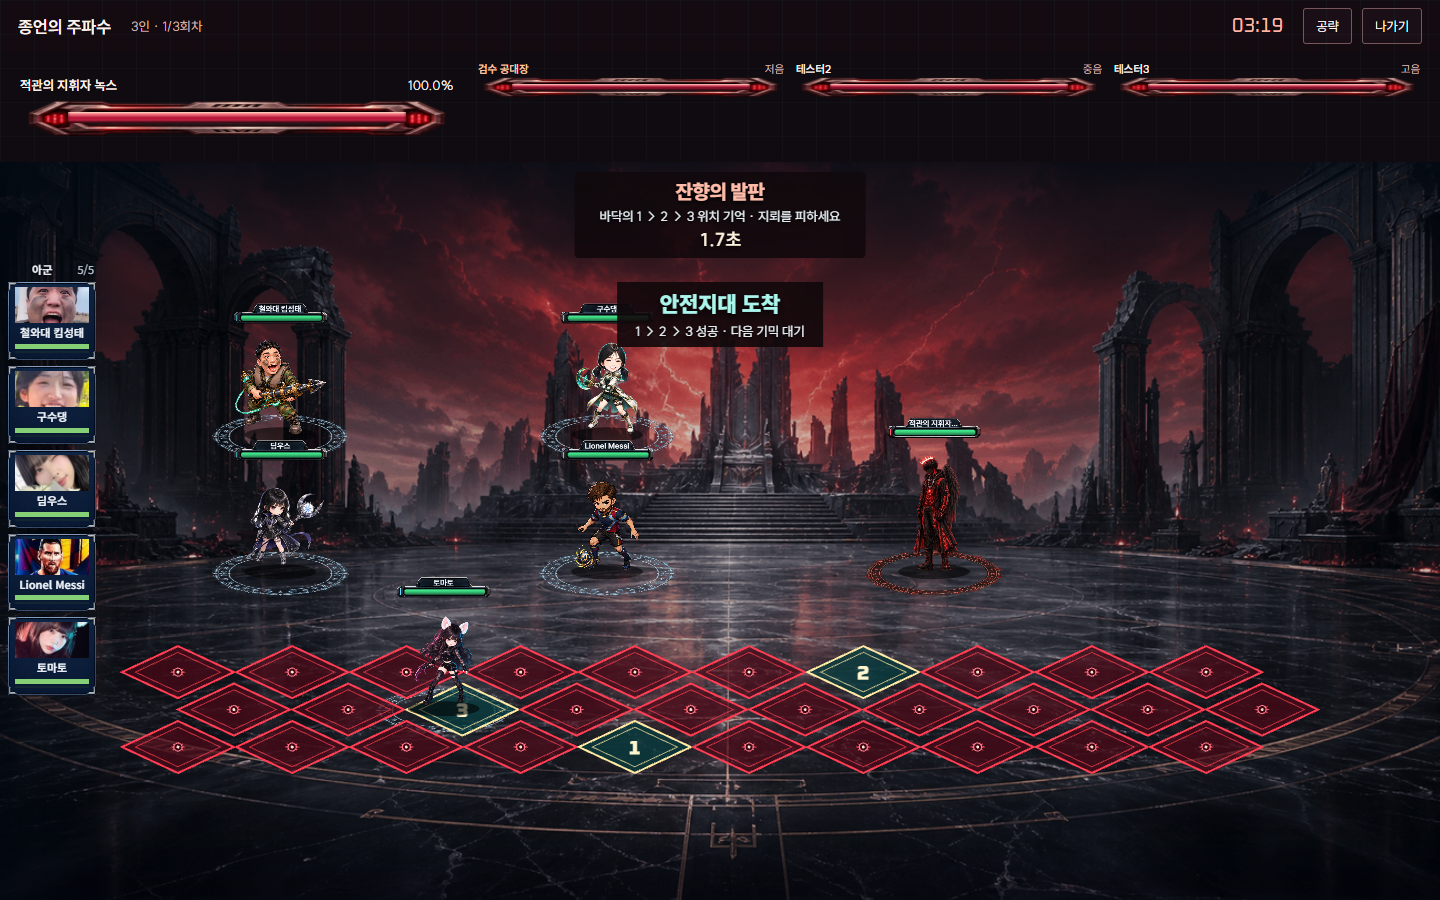 종언의 주파수
3인 · 1/3회차
03:19
공략
나가기
적관의 지휘자 녹스
100.0%
검수 공대장
저음
테스터2
중음
테스터3
고음
잔향의 발판
바닥의 1 > 2 > 3 위치 기억 · 지뢰를 피하세요
1.7초
안전지대 도착
1 > 2 > 3 성공 · 다음 기믹 대기
아군
5/5
철와대 킴성태
구수뎅
딤우스
Lionel Messi
토마토
철와대 킴성태
구수뎅
딤우스
Lionel Messi
적관의 지휘자...
토마토
2
3
1